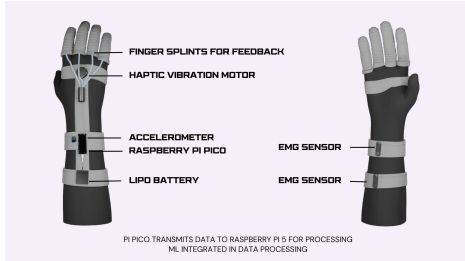 FINGER SPLINTS FOR FEEDBACK
HAPTIC VIBRATION MOTOR
ACCELEROMETER
RASPBERRY PI PICO
LIPO BATTERY
EMG SENSOR
EMG SENSOR
PI PICO TRANSMITS DATA TO RASPBERRY PI 5 FOR PROCESSING
ML INTEGRATED IN DATA PROCESSING